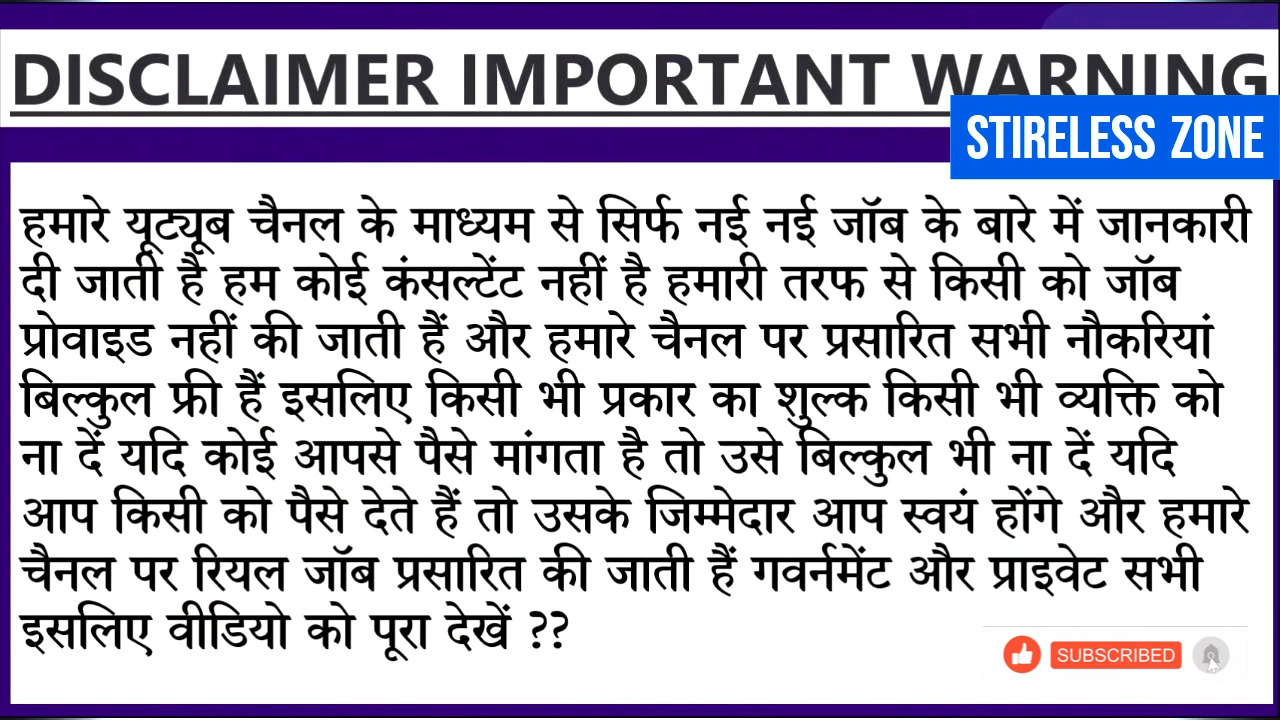 DISCLAIMER IMPORTANT WARNING
STIRELESS ZONE
हमारे यूट्यूब चैनल के माध्यम से सिर्फ नई नई जॉब के बारे में जानकारी
दी जाती है हम कोई कंसल्टेंट नहीं है हमारी तरफ से किसी को जॉब
प्रोवाइड नहीं की जाती हैं और हमारे चैनल पर प्रसारित सभी नौकरियां
बिल्कुल फ्री हैं इसलिए किसी भी प्रकार का शुल्क किसी भी व्यक्ति को
ना दें यदि कोई आपसे पैसे मांगता है तो उसे बिल्कुल भी ना दें यदि
आप किसी को पैसे देते हैं तो उसके जिम्मेदार आप स्वयं होंगे और हमारे
चैनल पर रियल जॉब प्रसारित की जाती हैं गवर्नमेंट और प्राइवेट सभी
इसलिए वीडियो को पूरा देखें ??
SUBSCRIBED